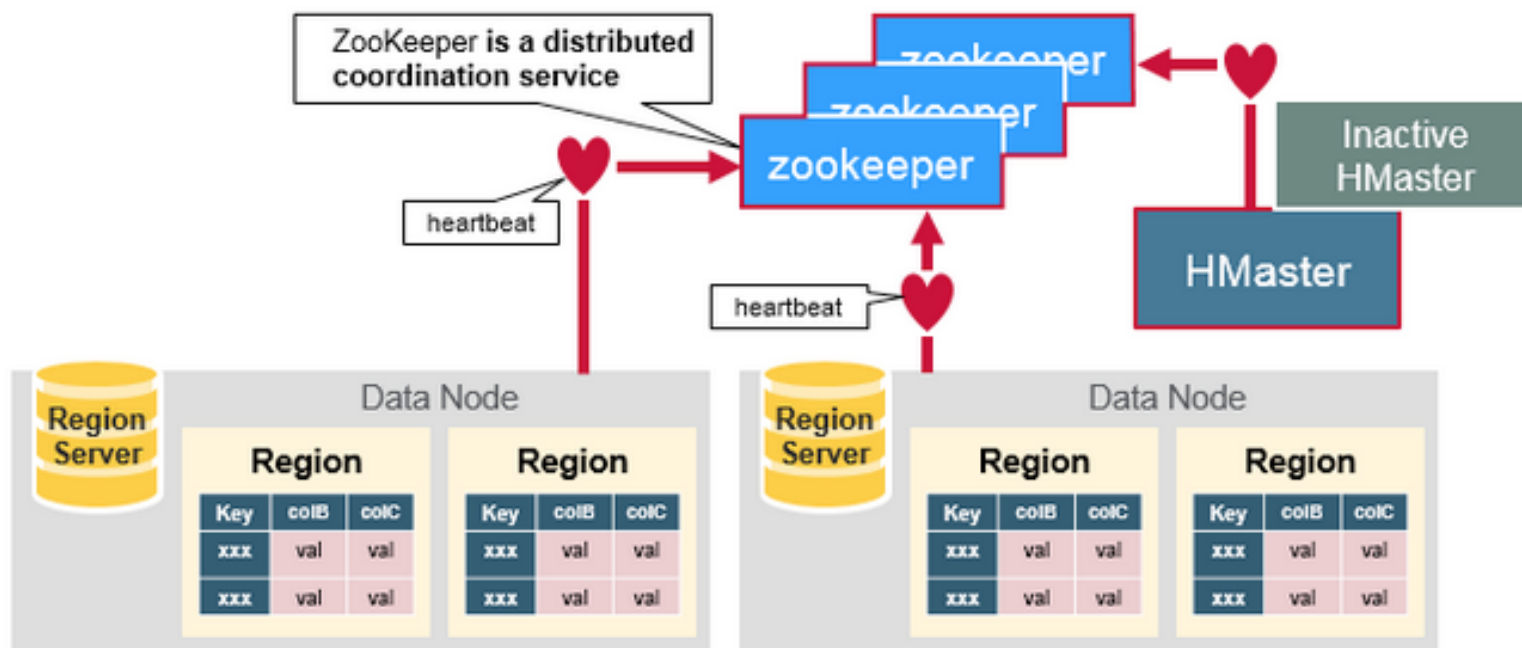 ZooKeeper is a distributed
coordination service
zookeeper
zookeeper
zookeeper
Inactive
HMaster
HMaster
heartbeat
heartbeat
Data Node
Region
Server
Region
Region
Key colB colC
xxx val val
xxx val val
Key colB colC
xxx val val
xxx val val
Data Node
Region
Server
Region
Region
Key colB colC
xxx val val
xxx val val
Key colB colC
xxx val val
xxx val val